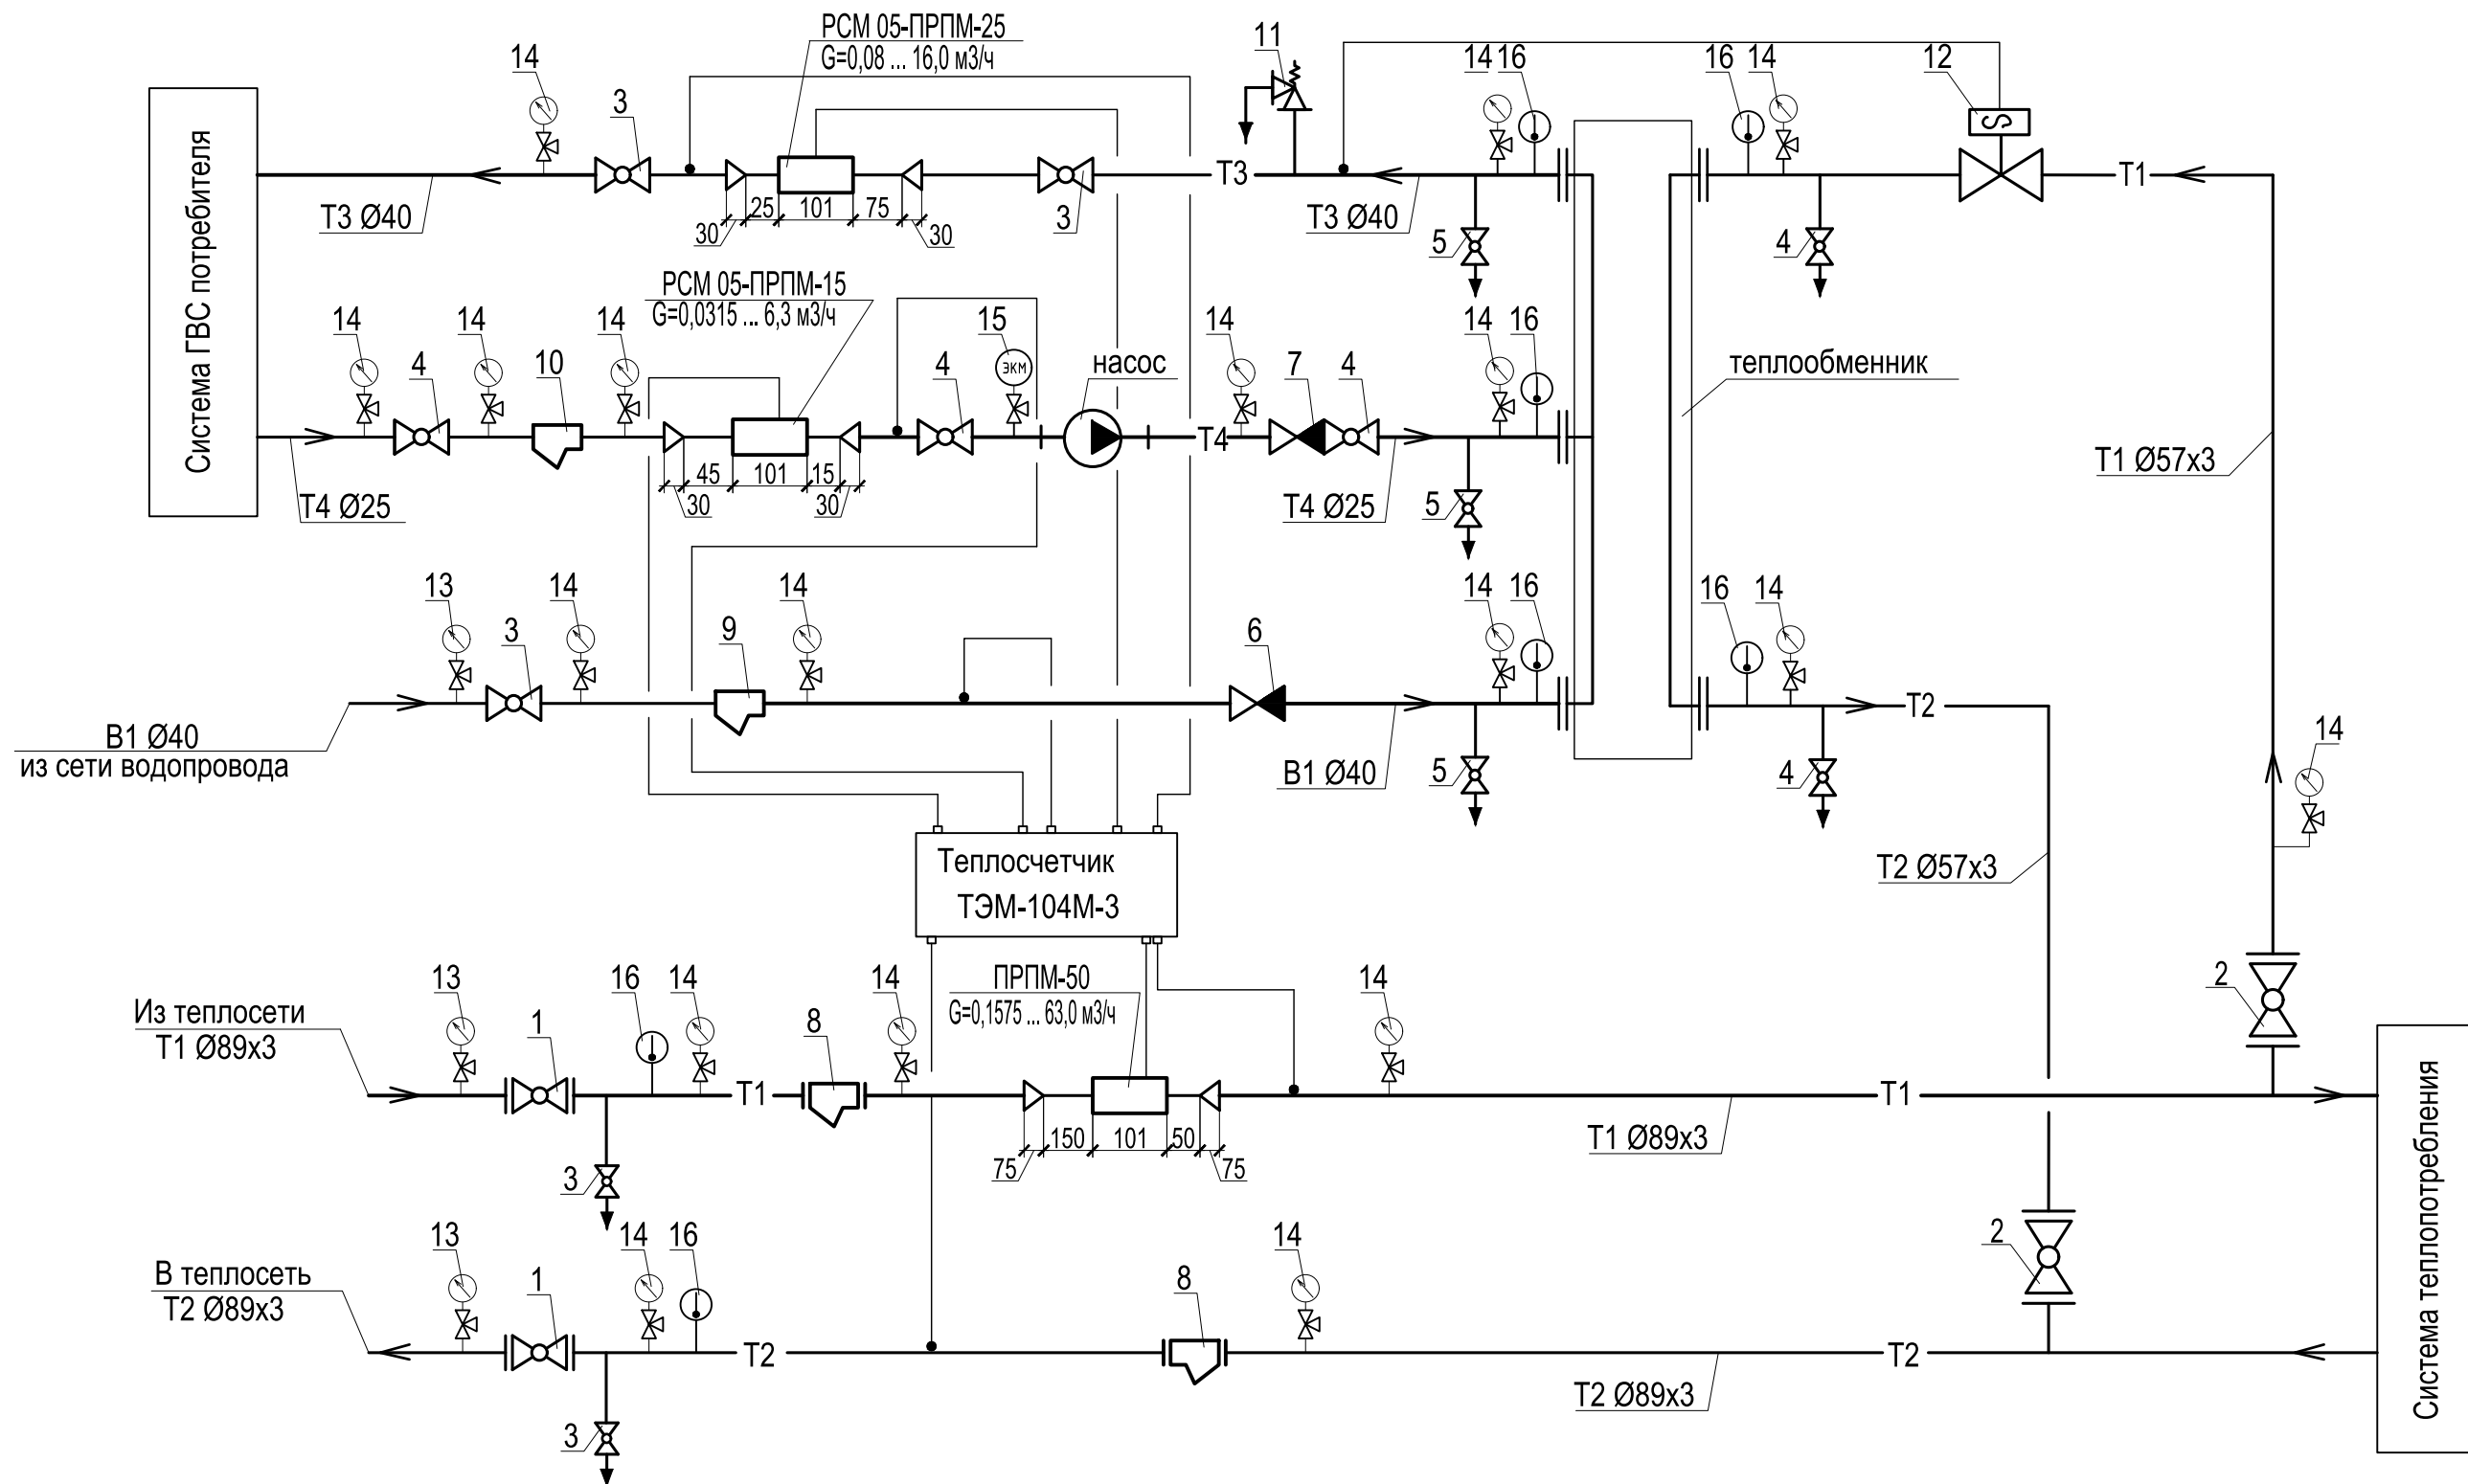 РСМ 05-ПРПМ-25
G=0,08 ... 16,0 м3/ч
11
14
14
16
16
14
12
3
Система ГВС потребителя
Т3
Т1
Т3 Ø40
25
101
75
30
30
3
Т3 Ø40
5
4
РСМ 05-ПРПМ-15
G=0,0315 ... 6,3 м3/ч
14
14
14
15
14
14
16
4
10
4
насос
7
4
теплообменник
ЭКМ
Т4
45
101
15
30
30
Т4 Ø25
Т4 Ø25
5
Т1 Ø57х3
13
14
14
14
16
16
14
3
9
6
Т2
В1 Ø40
из сети водопровода
В1 Ø40
5
4
14
Теплосчетчик
ТЭМ-104М-3
Т2 Ø57х3
13
16
14
14
ПРПМ-50
G=0,1575 ... 63,0 м3/ч
14
2
Из теплосети
Т1 Ø89х3
1
8
Т1
Т1
150
101
50
75
75
Т1 Ø89х3
3
Система теплопотребления
13
14
16
14
2
В теплосеть
Т2 Ø89х3
1
8
Т2
Т2
Т2 Ø89х3
3